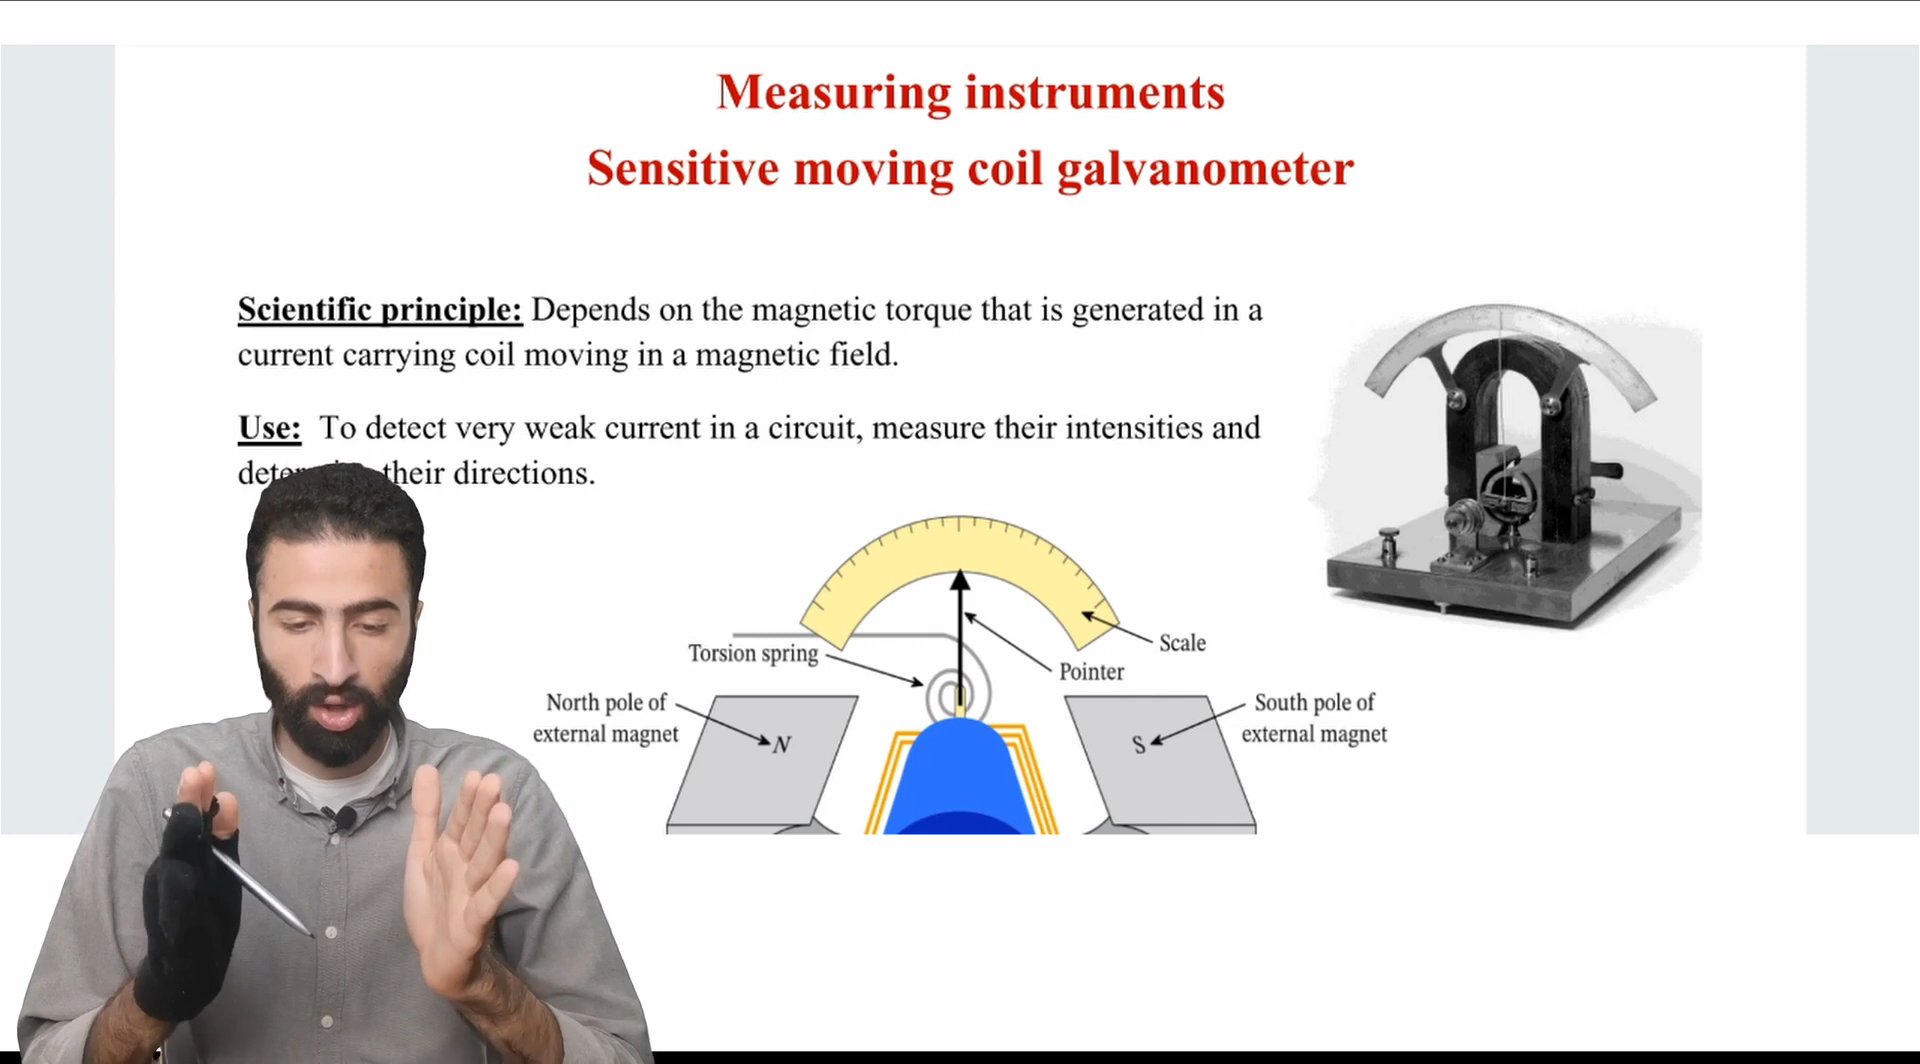 Measuring instruments
Sensitive moving coil galvanometer
Scientific principle: Depends on the magnetic torque that is generated in a
current carrying coil moving in a magnetic field.
Use: To detect very weak current in a circuit, measure their intensities and
their directions.
Scale
Torsion spring
Pointer
North pole of
external magnet
N
S
South pole of
external magnet